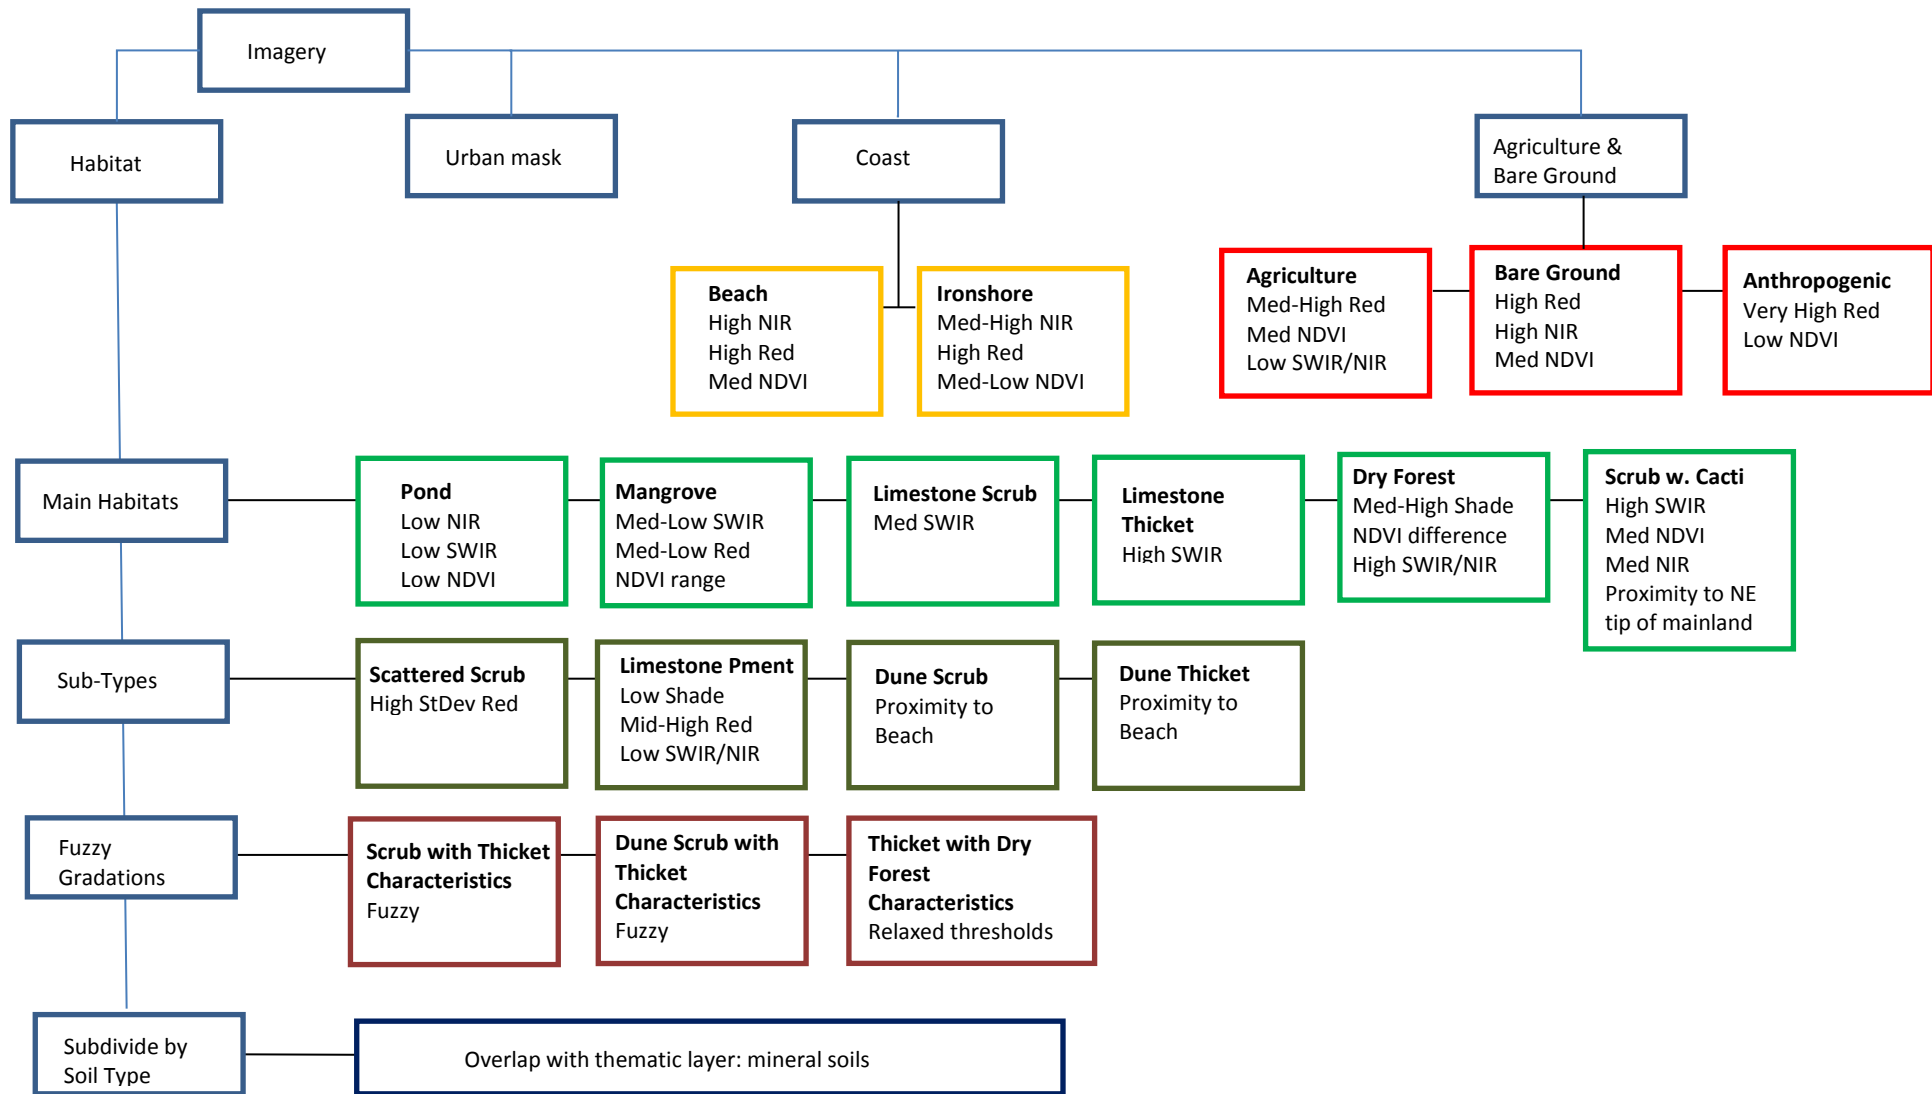 Imagery
Habitat
Urban mask
Coast
Agriculture &
Bare Ground
Beach
High NIR
High Red
Med NDVI
Ironshore
Med-High NIR
High Red
Med-Low NDVI
Agriculture
Med-High Red
Med NDVI
Low SWIR/NIR
Bare Ground
High Red
High NIR
Med NDVI
Anthropogenic
Very High Red
Low NDVI
Main Habitats
Pond
Low NIR
Low SWIR
Low NDVI
Mangrove
Med-Low SWIR
Med-Low Red
NDVI range
Limestone Scrub
Med SWIR
Limestone
Thicket
High SWIR
Dry Forest
Med-High Shade
NDVI difference
High SWIR/NIR
Scrub w. Cacti
High SWIR
Med NDVI
Med NIR
Proximity to NE
tip of mainland
Sub-Types
Scattered Scrub
High StDev Red
Limestone Pment
Low Shade
Mid-High Red
Low SWIR/NIR
Dune Scrub
Proximity to
Beach
Dune Thicket
Proximity to
Beach
Fuzzy
Gradations
Scrub with Thicket
Characteristics
Fuzzy
Dune Scrub with
Thicket
Characteristics
Fuzzy
Thicket with Dry
Forest
Characteristics
Relaxed thresholds
Subdivide by
Soil Type
Overlap with thematic layer: mineral soils